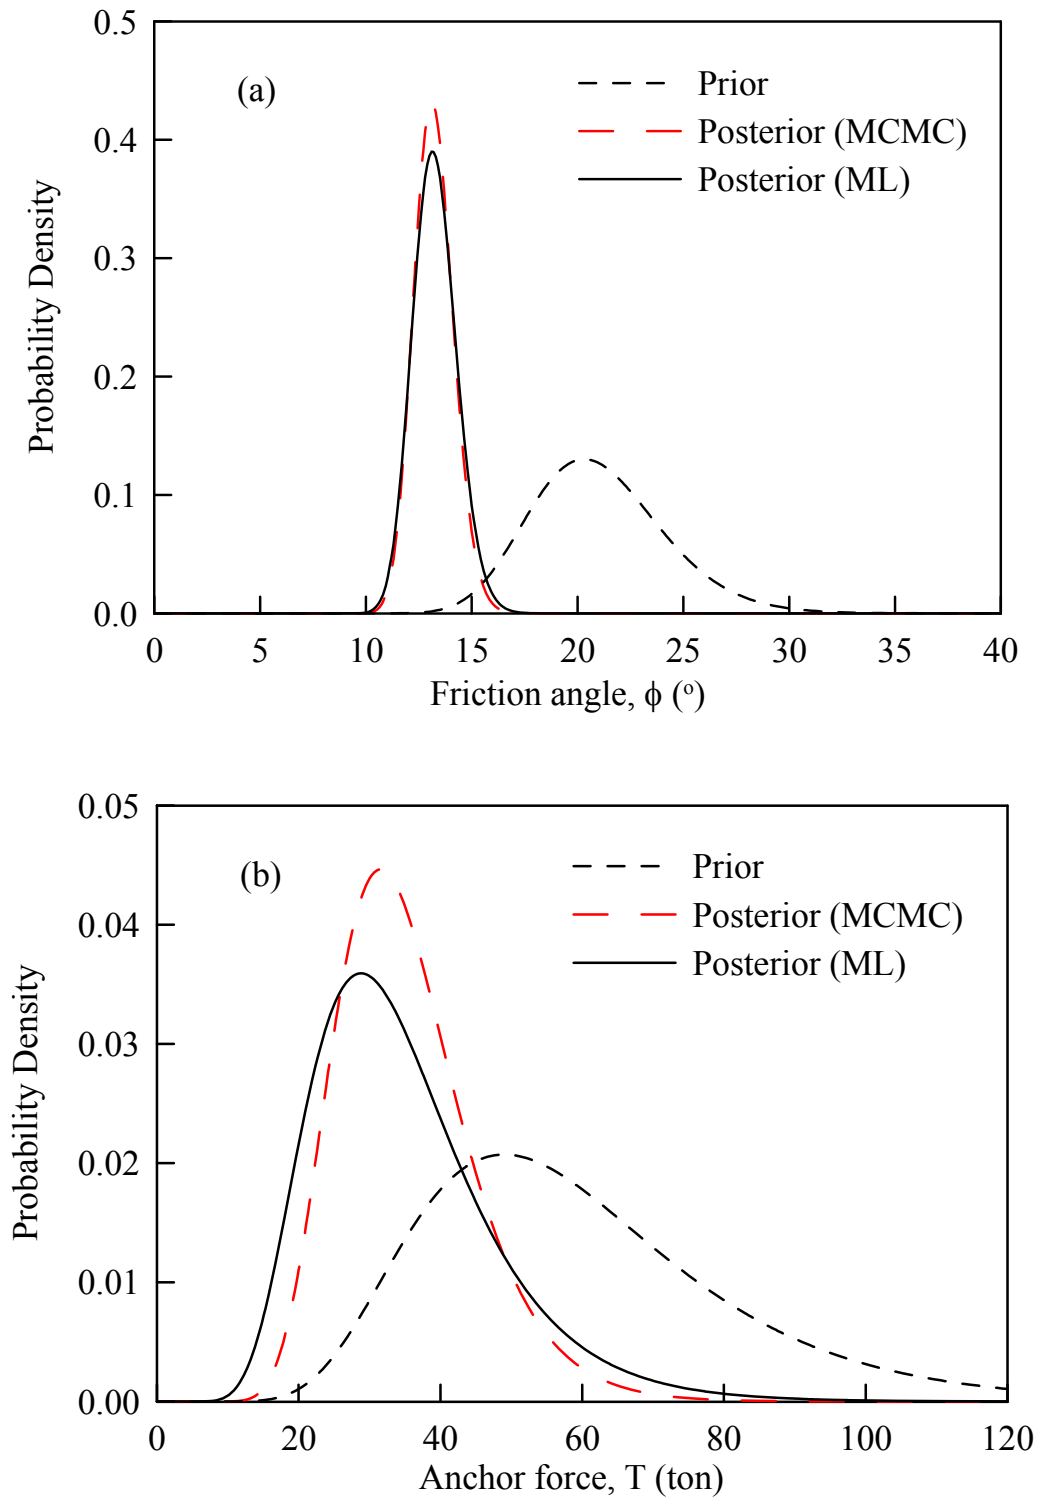 0.5
(a)
Prior
Posterior (MCMC)
Posterior (ML)
0.4
0.3
0.2
0.1
0.0
Probability Density
0 5 10 15 20 25 30 35 40
Friction angle, ϕ (°)
0.05
(b)
Prior
Posterior (MCMC)
Posterior (ML)
0.04
0.03
0.02
0.01
0.00
Probability Density
0 20 40 60 80 100 120
Anchor force, T (ton)